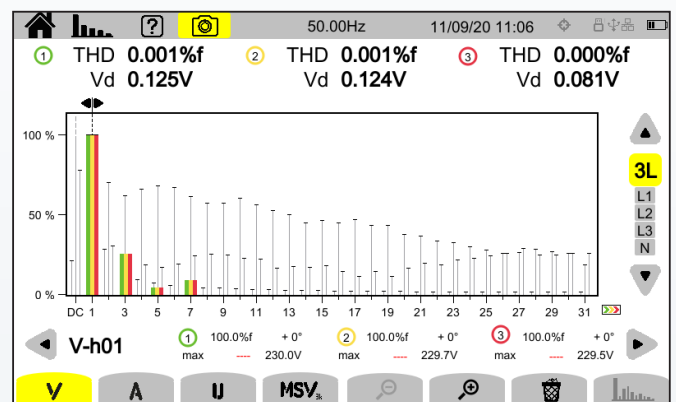 ? 50.00Hz 11/09/20 11:06
1 THD 0.001%f 2 THD 0.001%f 3 THD 0.000%f
Vd 0.125V Vd 0.124V Vd 0.081V
100 %
50 %
0 %
3L
L1
L2
L3
N
DC 1 3 5 7 9 11 13 15 17 19 21 23 25 27 29 31
V-h01 1 100.0%f + 0° 2 100.0%f + 0° 3 100.0%f + 0°
max ---- 230.0V max ---- 229.7V max ---- 229.5V
V A U MSV